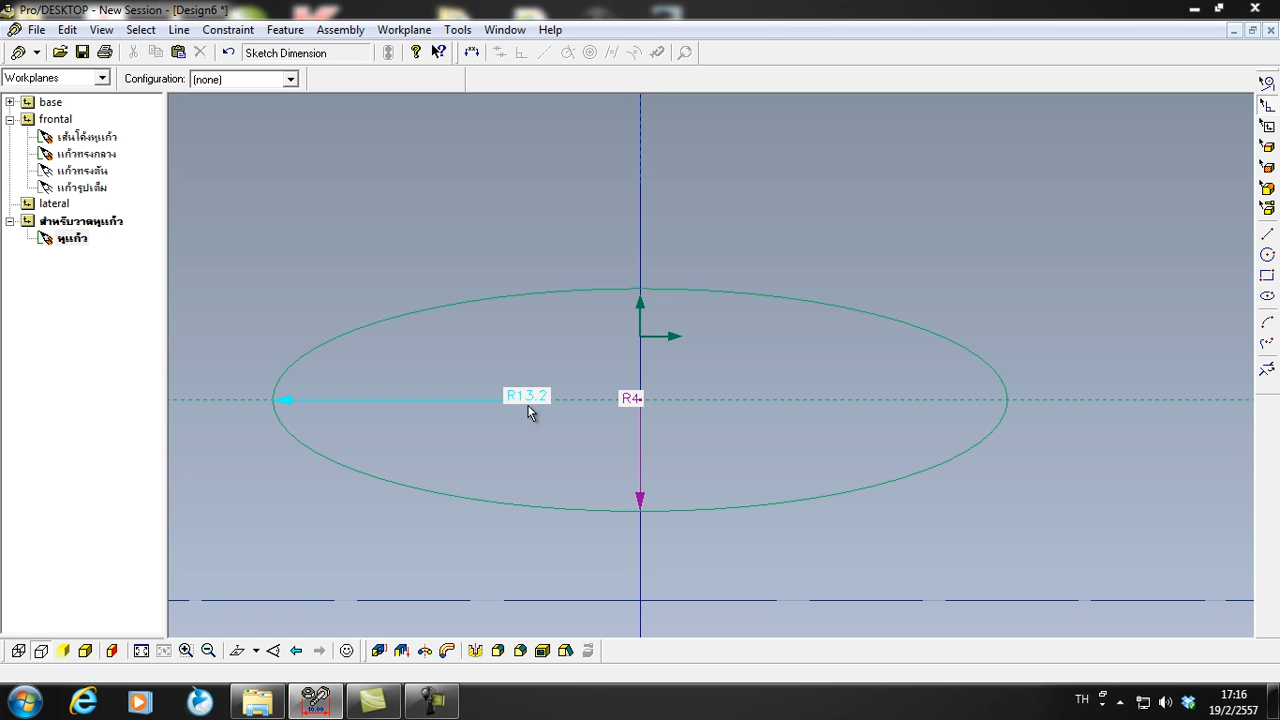 Pro/DESKTOP - New Session - [Design6 *]
File Edit View Select Line Constraint Feature Assembly Workplane Tools Window Help
Sketch Dimension
Workplanes Configuration: (none)
base
frontal
เส้นโค้งหูแก้ว
แก้วทรงกลวง
แก้วทรงตัน
แก้วรูปเต็ม
lateral
สำหรับวาดหูแก้ว
หูแก้ว
R13.2 R4
TH 17:16
19/2/2557